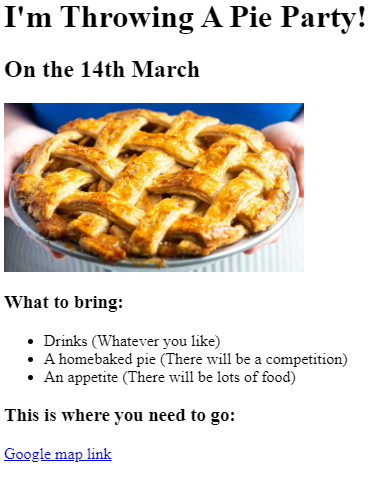 I'm Throwing A Pie Party!
On the 14th March
What to bring:
Drinks (Whatever you like)
A homebaked pie (There will be a competition)
An appetite (There will be lots of food)
This is where you need to go:
Google map link